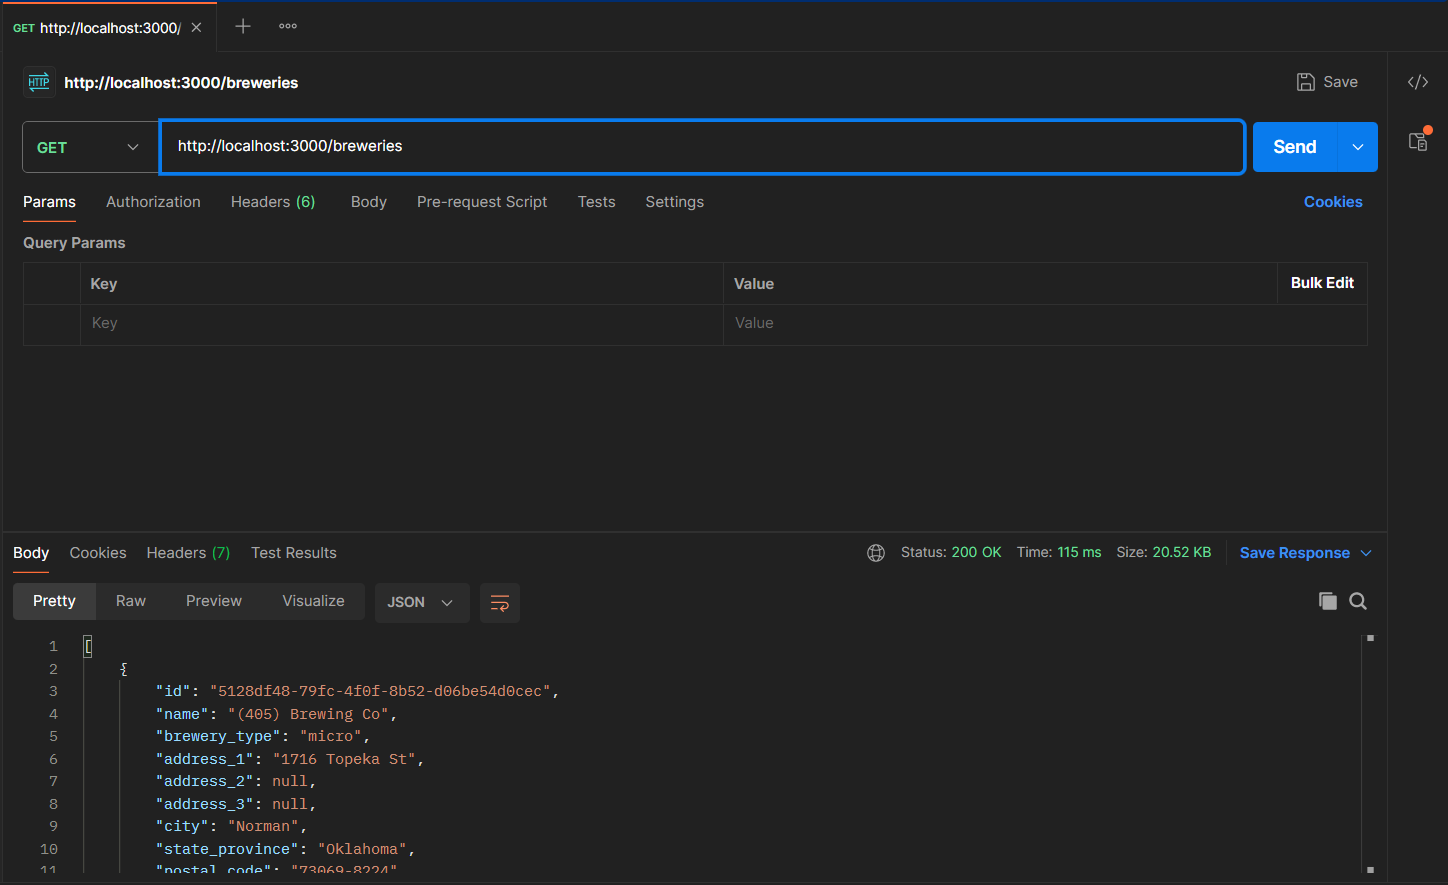 GET http://localhost:3000/
HTTP http://localhost:3000/breweries Save
GET http://localhost:3000/breweries Send
Params Authorization Headers (6) Body Pre-request Script Tests Settings Cookies
Query Params
Key Value Bulk Edit
Key Value
Body Cookies Headers (7) Test Results Status: 200 OK Time: 115 ms Size: 20.52 KB Save Response
Pretty Raw Preview Visualize JSON
1 [
2 {
3 "id": "5128df48-79fc-4f0f-8b52-d06be54d0cec",
4 "name": "(405) Brewing Co",
5 "brewery_type": "micro",
6 "address_1": "1716 Topeka St",
7 "address_2": null,
8 "address_3": null,
9 "city": "Norman",
10 "state_province": "Oklahoma",
11 "postal_code": "73069-8224"